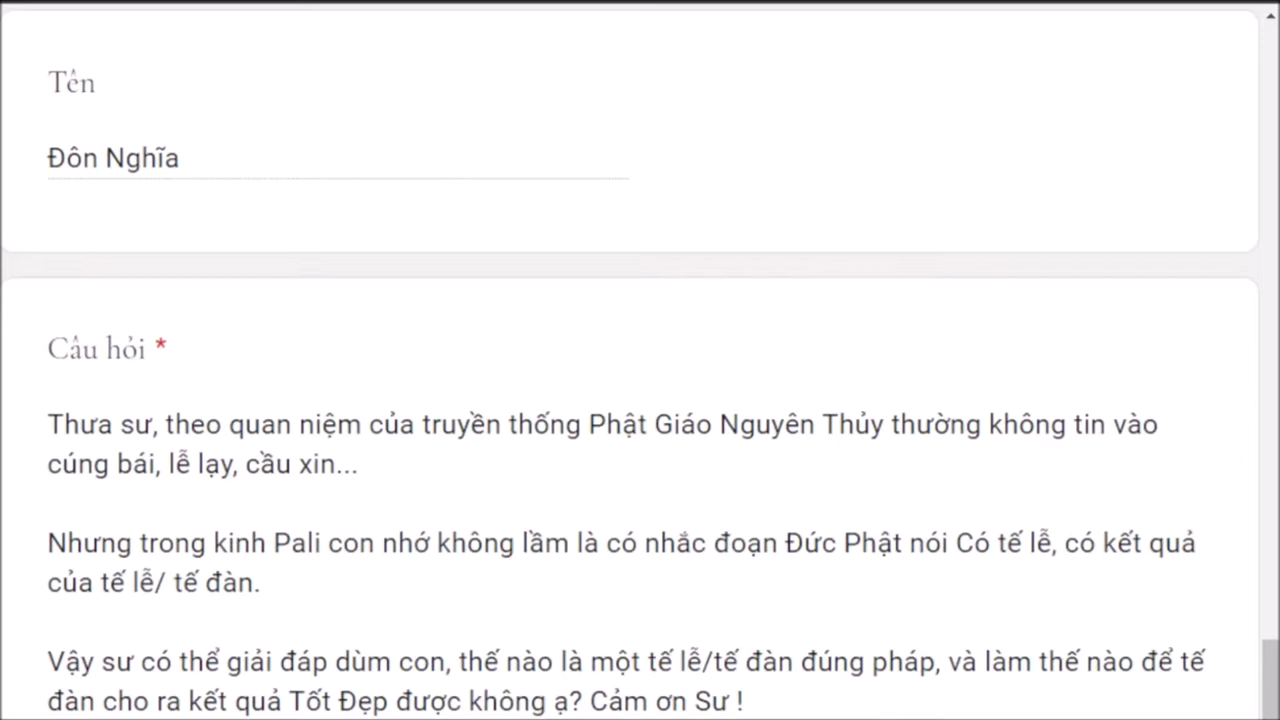 Tên
Đôn Nghĩa
Câu hỏi *
Thưa sư, theo quan niệm của truyền thống Phật Giáo Nguyên Thủy thường không tin vào
cúng bái, lễ lạy, cầu xin...
Nhưng trong kinh Pali con nhớ không lầm là có nhắc đoạn Đức Phật nói Có tế lễ, có kết quả
của tế lễ/ tế đàn.
Vậy sư có thể giải đáp dùm con, thế nào là một tế lễ/tế đàn đúng pháp, và làm thế nào để tế
đàn cho ra kết quả Tốt Đẹp được không ạ? Cảm ơn Sư !